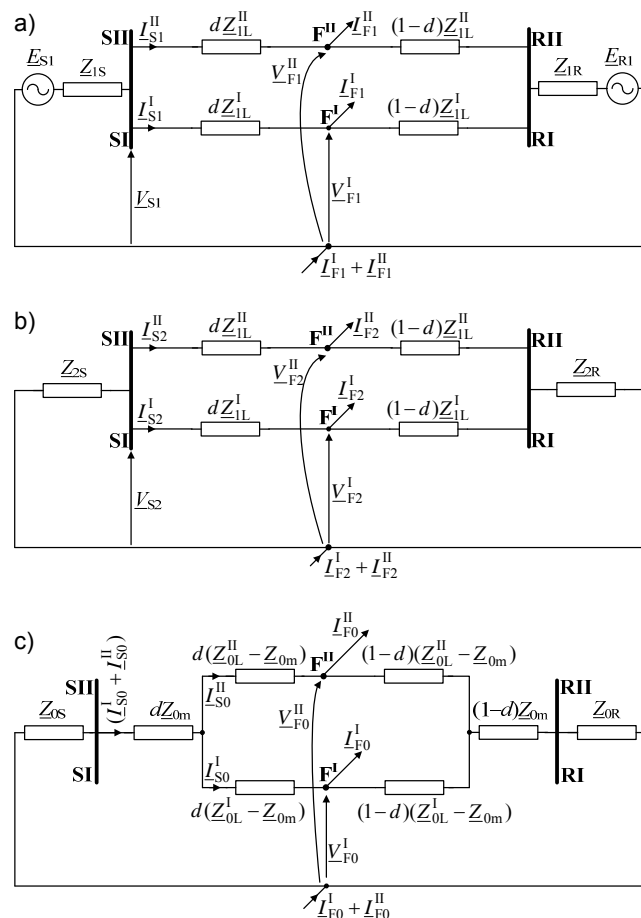 a)
SII
I_S1^II
dZ_1L^II
F^II
I_F1^II
(1−d)Z_1L^II
RII
E_S1
Z_1S
V_F1^II
Z_1R
E_R1
I_S1^I
dZ_1L^I
F^I
I_F1^I
(1−d)Z_1L^I
SI
RI
V_S1
V_F1^I
I_F1^I + I_F1^II
b)
SII
I_S2^II
dZ_1L^II
F^II
I_F2^II
(1−d)Z_1L^II
RII
Z_2S
V_F2^II
Z_2R
I_S2^I
dZ_1L^I
F^I
I_F2^I
(1−d)Z_1L^I
SI
RI
V_S2
V_F2^I
I_F2^I + I_F2^II
c)
I_F0^II
SII
(I_S0^I + I_S0^II)
d(Z_0L^II − Z_0m)
F^II
(1−d)(Z_0L^II − Z_0m)
RII
Z_0S
dZ_0m
I_S0^II
V_F0^II
(1−d)Z_0m
Z_0R
I_F0^I
SI
I_S0^I
F^I
RI
d(Z_0L^I − Z_0m)
(1−d)(Z_0L^I − Z_0m)
V_F0^I
I_F0^I + I_F0^II